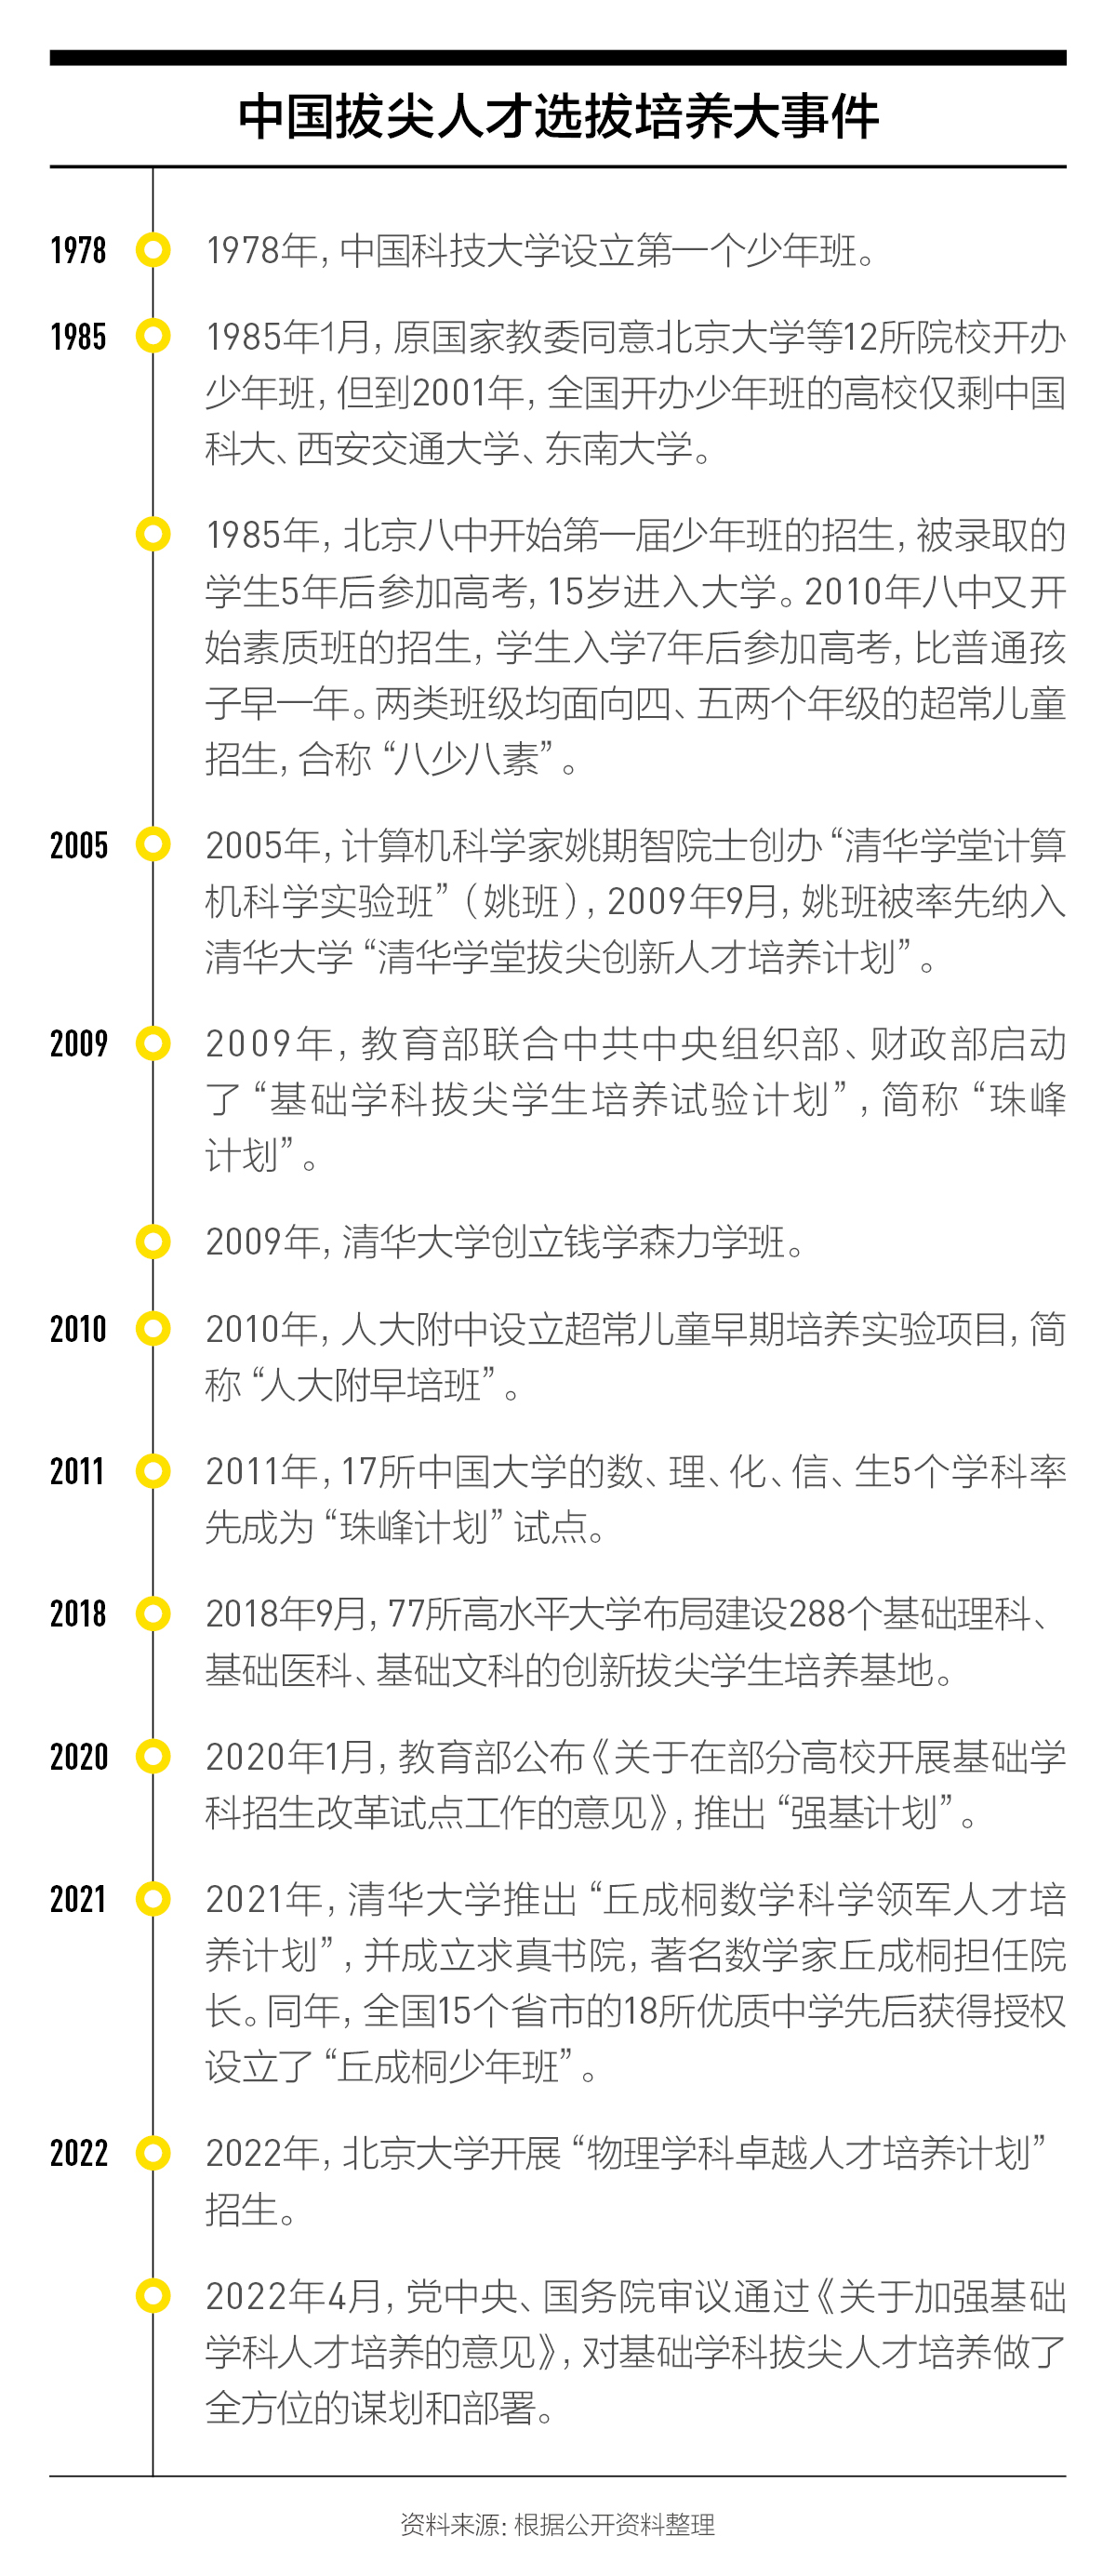 中国拔尖人才选拔培养大事件
1978
1978年，中国科技大学设立第一个少年班。
1985
1985年1月，原国家教委同意北京大学等12所院校开办
少年班，但到2001年，全国开办少年班的高校仅剩中国
科大、西安交通大学、东南大学。
1985年，北京八中开始第一届少年班的招生，被录取的
学生5年后参加高考，15岁进入大学。2010年八中又开
始素质班的招生，学生入学7年后参加高考，比普通孩
子早一年。两类班级均面向四、五两个年级的超常儿童
招生，合称“八少八素”。
2005
2005年，计算机科学家姚期智院士创办“清华学堂计算
机科学实验班”（姚班），2009年9月，姚班被率先纳入
清华大学“清华学堂拔尖创新人才培养计划”。
2009
2009年，教育部联合中共中央组织部、财政部启动
了“基础学科拔尖学生培养试验计划”，简称“珠峰
计划”。
2009年，清华大学创立钱学森力学班。
2010
2010年，人大附中设立超常儿童早期培养实验项目，简
称“人大附早培班”。
2011
2011年，17所中国大学的数、理、化、信、生5个学科率
先成为“珠峰计划”试点。
2018
2018年9月，77所高水平大学布局建设288个基础理科、
基础医科、基础文科的创新拔尖学生培养基地。
2020
2020年1月，教育部公布《关于在部分高校开展基础学
科招生改革试点工作的意见》，推出“强基计划”。
2021
2021年，清华大学推出“丘成桐数学科学领军人才培
养计划”，并成立求真书院，著名数学家丘成桐担任院
长。同年，全国15个省市的18所优质中学先后获得授权
设立了“丘成桐少年班”。
2022
2022年，北京大学开展“物理学科卓越人才培养计划”
招生。
2022年4月，党中央、国务院审议通过《关于加强基础
学科人才培养的意见》，对基础学科拔尖人才培养做了
全方位的谋划和部署。
资料来源：根据公开资料整理